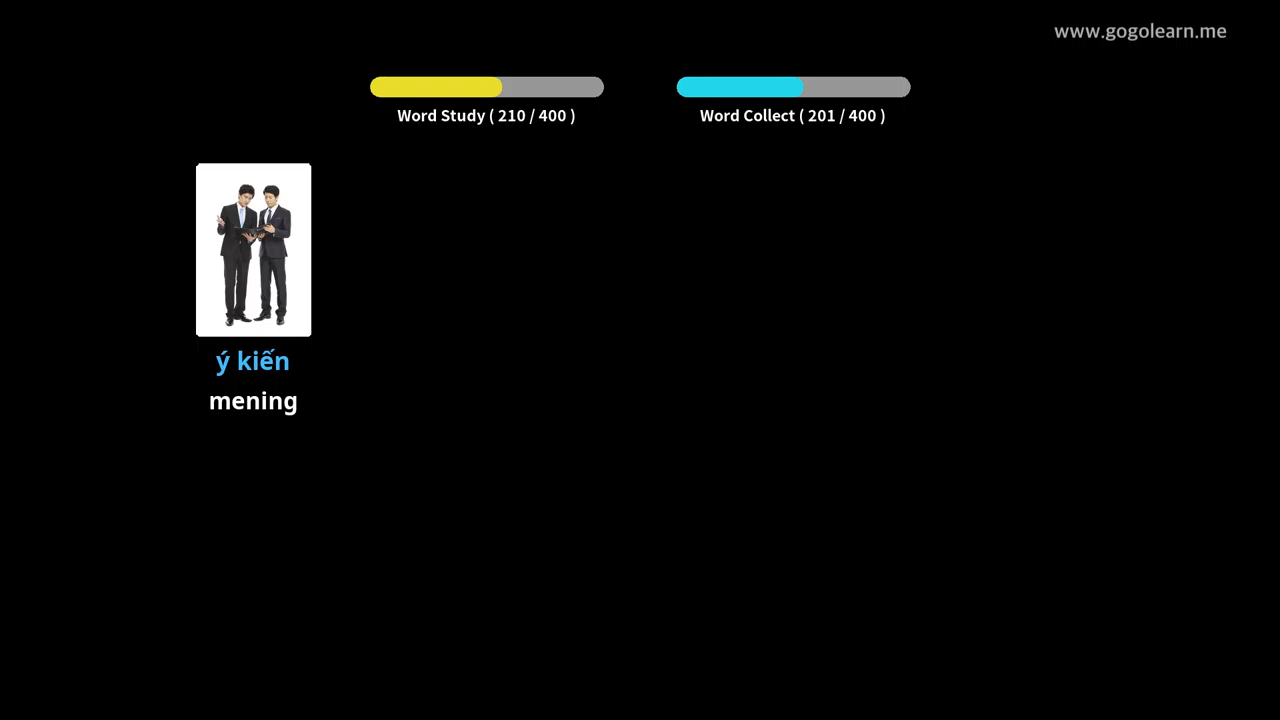 www.gogolearn.me
Word Study ( 210 / 400 )
Word Collect ( 201 / 400 )
ý kiến
mening